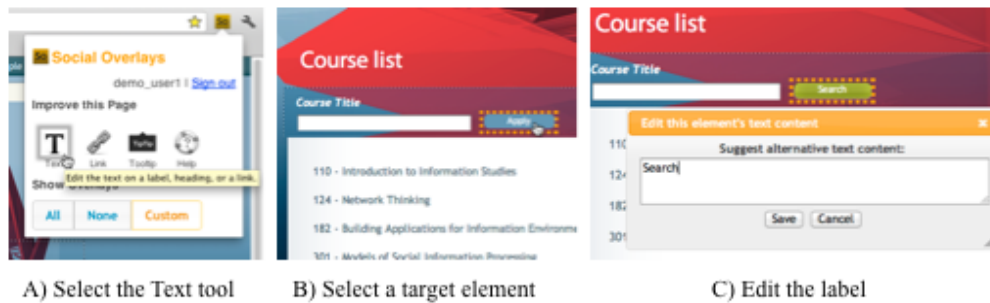 Social Overlays
demo_user1 | Sign out
Improve this Page
Text Link Tooltip Help
Edit the text on a label, heading, or a link.
Show Overlays
All None Custom
A) Select the Text tool
Course list
Course Title
Apply
110 - Introduction to Information Studies
124 - Network Thinking
182 - Building Applications for Information Environme
301 - Models of Social Information Processing
B) Select a target element
Course list
Course Title
Search
Edit this element's text content
Suggest alternative text content:
Search
Save Cancel
110
124
182
301
C) Edit the label